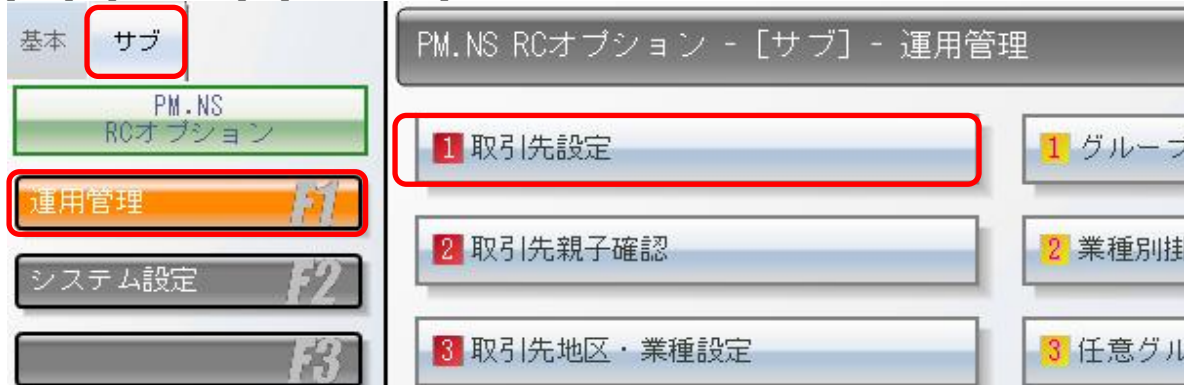 基本 サブ
PM.NS
RCオプション
運用管理 F1
システム設定 F2
F3
PM.NS RCオプション - [サブ] - 運用管理
1 取引先設定
2 取引先親子確認
3 取引先地区・業種設定
1 グループ
2 業種別掛
3 任意グル